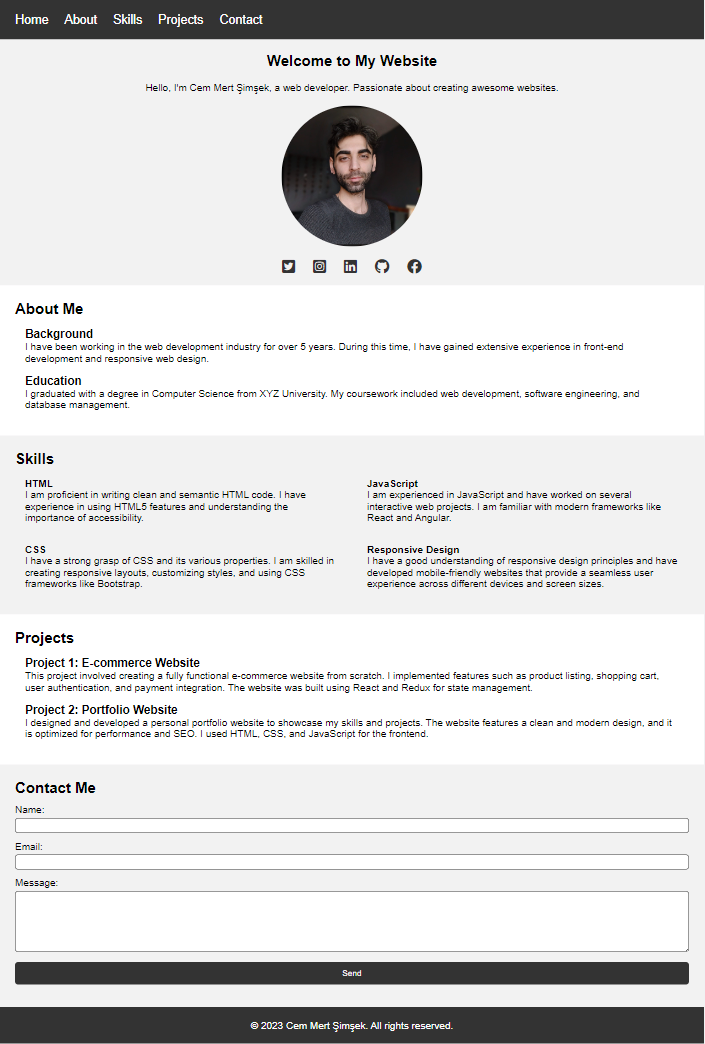 Home About Skills Projects Contact
Welcome to My Website
Hello, I'm Cem Mert Şimşek, a web developer. Passionate about creating awesome websites.
About Me
Background
I have been working in the web development industry for over 5 years. During this time, I have gained extensive experience in front-end
development and responsive web design.
Education
I graduated with a degree in Computer Science from XYZ University. My coursework included web development, software engineering, and
database management.
Skills
HTML
I am proficient in writing clean and semantic HTML code. I have
experience in using HTML5 features and understanding the
importance of accessibility.
JavaScript
I am experienced in JavaScript and have worked on several
interactive web projects. I am familiar with modern frameworks like
React and Angular.
CSS
I have a strong grasp of CSS and its various properties. I am skilled in
creating responsive layouts, customizing styles, and using CSS
frameworks like Bootstrap.
Responsive Design
I have a good understanding of responsive design principles and have
developed mobile-friendly websites that provide a seamless user
experience across different devices and screen sizes.
Projects
Project 1: E-commerce Website
This project involved creating a fully functional e-commerce website from scratch. I implemented features such as product listing, shopping cart,
user authentication, and payment integration. The website was built using React and Redux for state management.
Project 2: Portfolio Website
I designed and developed a personal portfolio website to showcase my skills and projects. The website features a clean and modern design, and it
is optimized for performance and SEO. I used HTML, CSS, and JavaScript for the frontend.
Contact Me
Name:
Email:
Message:
Send
© 2023 Cem Mert Şimşek. All rights reserved.